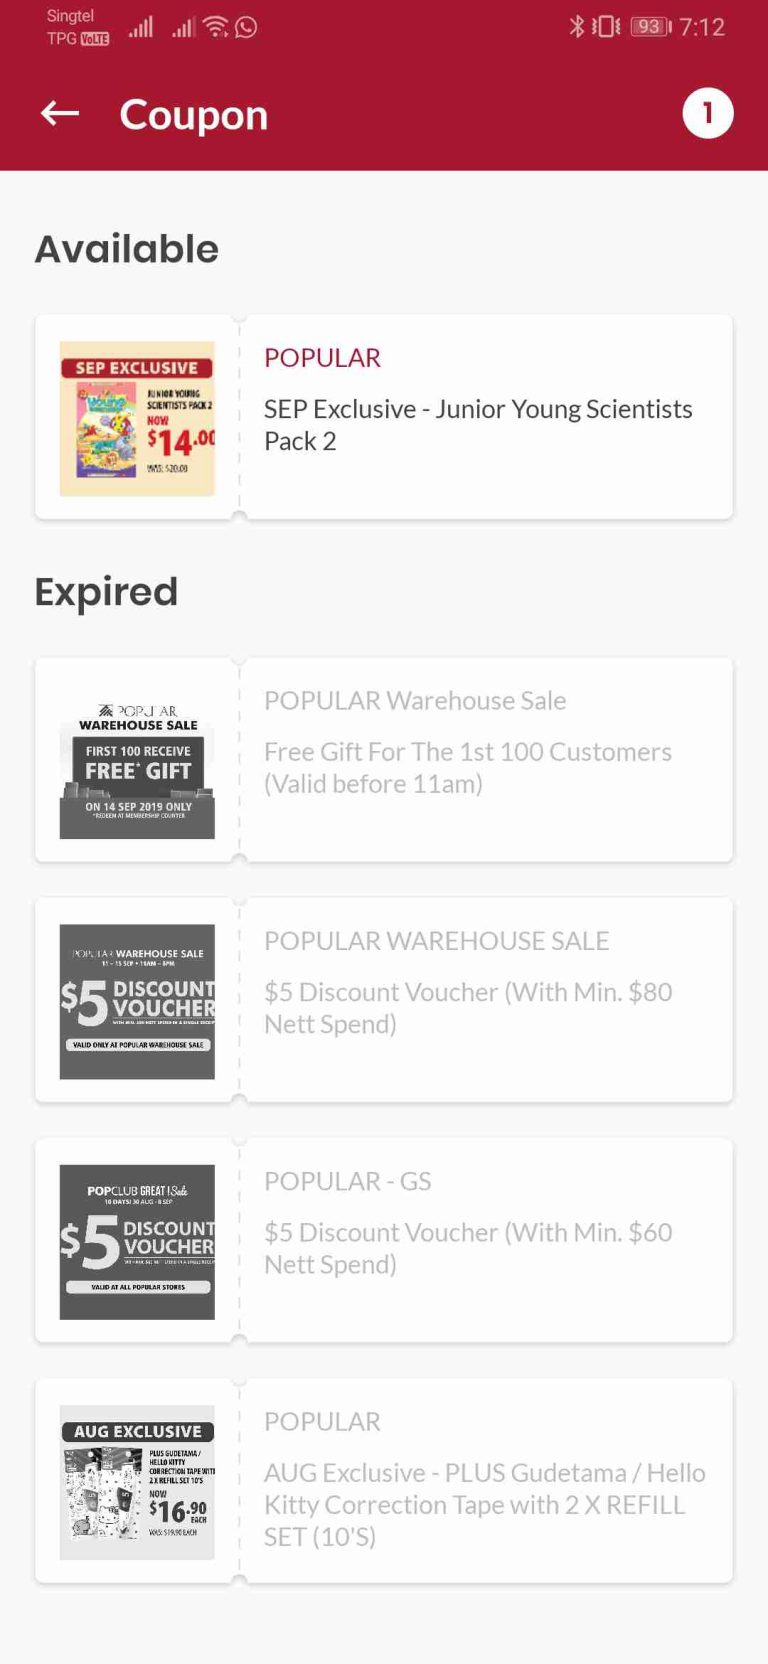 Singtel
TPG VoLTE
93 7:12
Coupon
1
Available
SEP EXCLUSIVE
JUNIOR YOUNG
SCIENTISTS PACK 2
NOW
$14.00
WAS: $20.00
POPULAR
SEP Exclusive - Junior Young Scientists
Pack 2
Expired
POPULAR
WAREHOUSE SALE
FIRST 100 RECEIVE
FREE* GIFT
ON 14 SEP 2019 ONLY
*REDEEM AT MEMBERSHIP COUNTER
POPULAR Warehouse Sale
Free Gift For The 1st 100 Customers
(Valid before 11am)
POPULAR WAREHOUSE SALE
11 - 15 SEP • 11AM - 8PM
$5 DISCOUNT
VOUCHER
VALID ONLY AT POPULAR WAREHOUSE SALE
POPULAR WAREHOUSE SALE
$5 Discount Voucher (With Min. $80
Nett Spend)
POPCLUB GREAT Sale
10 DAYS! 30 AUG - 8 SEP
$5 DISCOUNT
VOUCHER
VALID AT ALL POPULAR STORES
POPULAR - GS
$5 Discount Voucher (With Min. $60
Nett Spend)
AUG EXCLUSIVE
PLUS GUDETAMA /
HELLO KITTY
CORRECTION TAPE WITH
2 X REFILL SET 10'S
NOW
$16.90
EACH
WAS: $19.90 EACH
POPULAR
AUG Exclusive - PLUS Gudetama / Hello
Kitty Correction Tape with 2 X REFILL
SET (10'S)